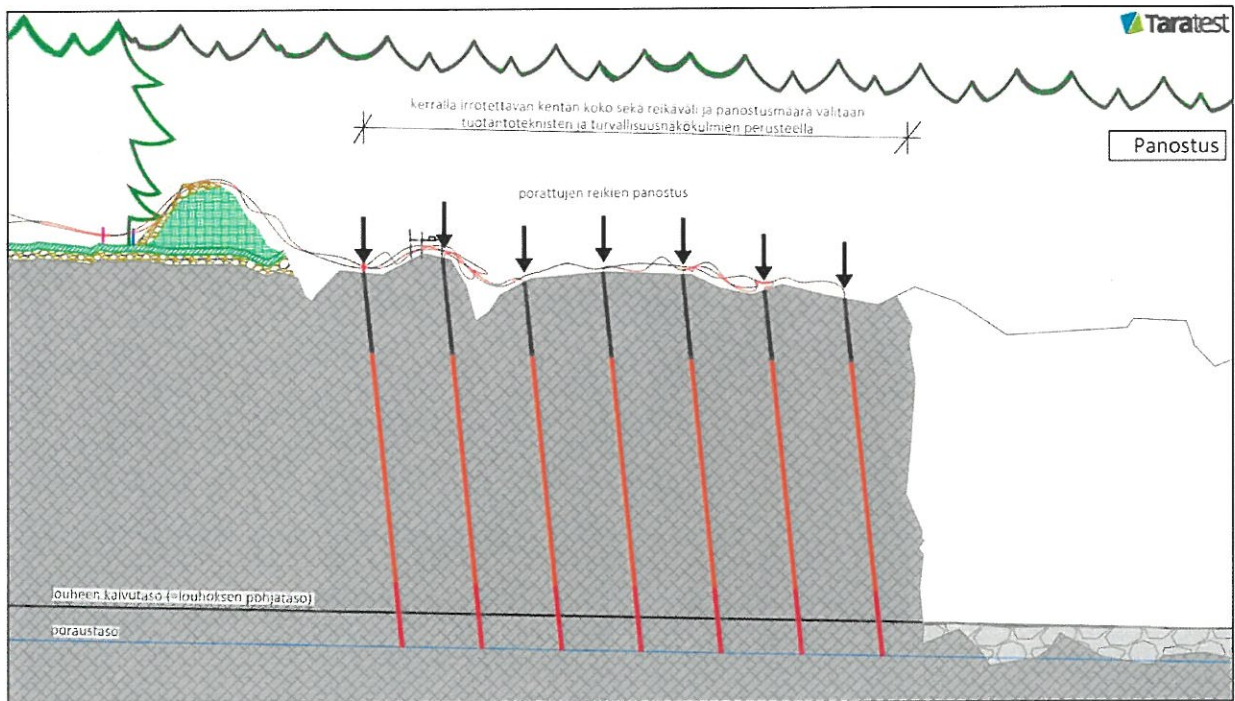 Taratest
kerralla irrotettavan kentän koko sekä reikäväli ja panostusmäärä valitaan
tuotantoteknisten ja turvallisuusnäkökulmien perusteella
Panostus
porattujen reikien panostus
louheen kaivutaso (=louhoksen pohjataso)
poraustaso